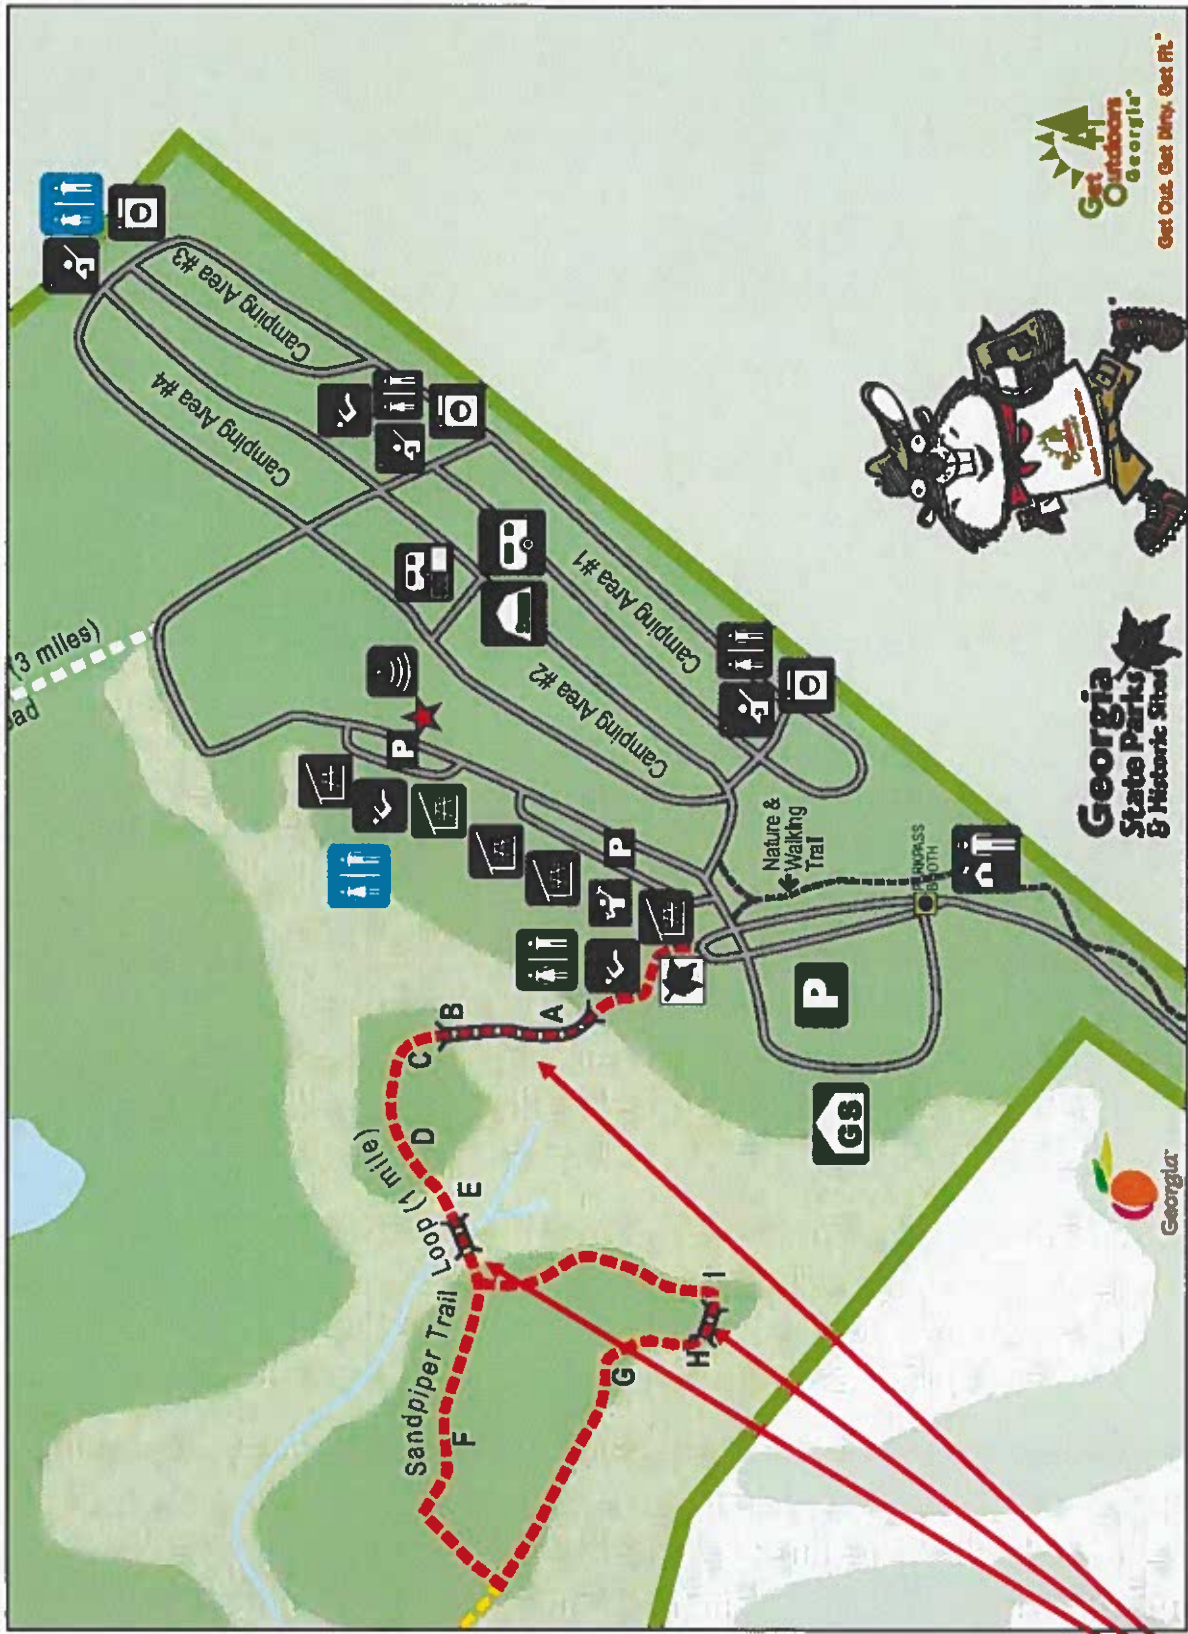 (3 miles)
Camping Area #3
Camping Area #4
Camping Area #1
Camping Area #2
P
P
P
Nature &
Walking
Trail
BOOTH
GS
Sandpiper Trail
Loop (1 mile)
A
B
C
D
E
F
G
H
I
Georgia
State Parks
& Historic Sites
Get
Outdoors
Georgia
Get Out. Get Dirty. Get Fit.
Georgia